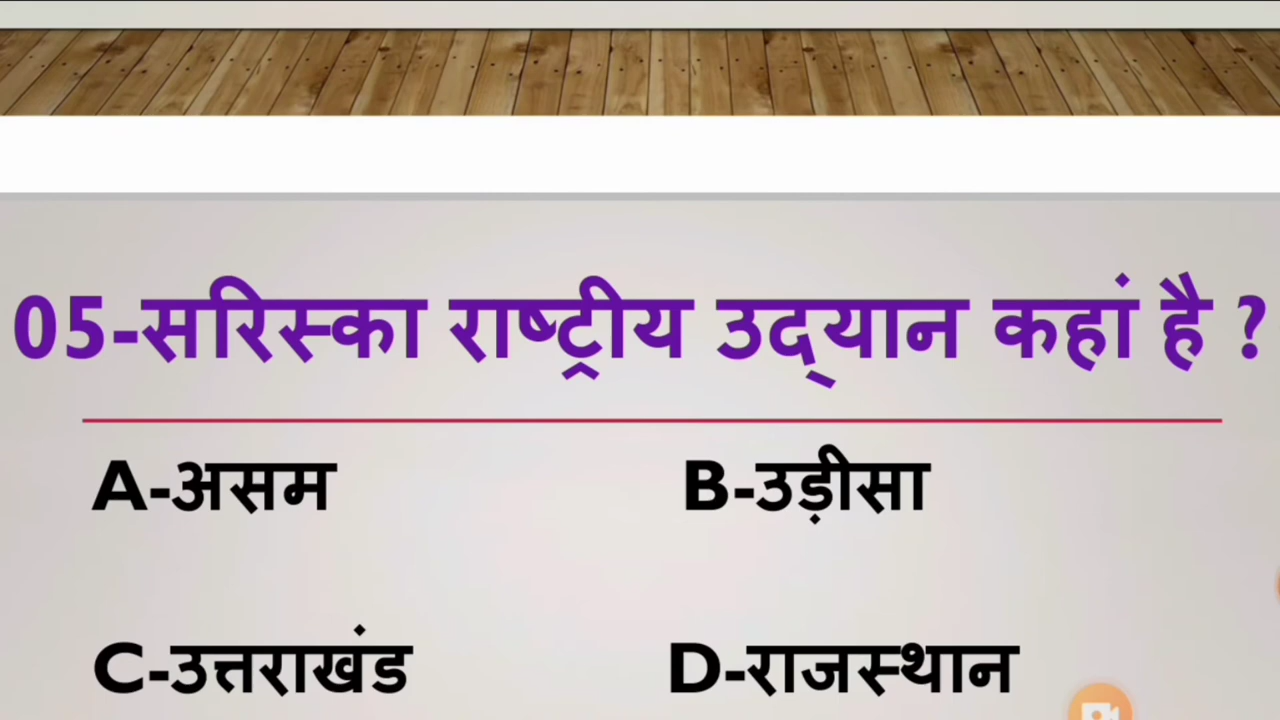 05-सरिस्का राष्ट्रीय उद्‌यान कहां है ?
A-असम B-उड़ीसा
C-उत्तराखंड D-राजस्थान